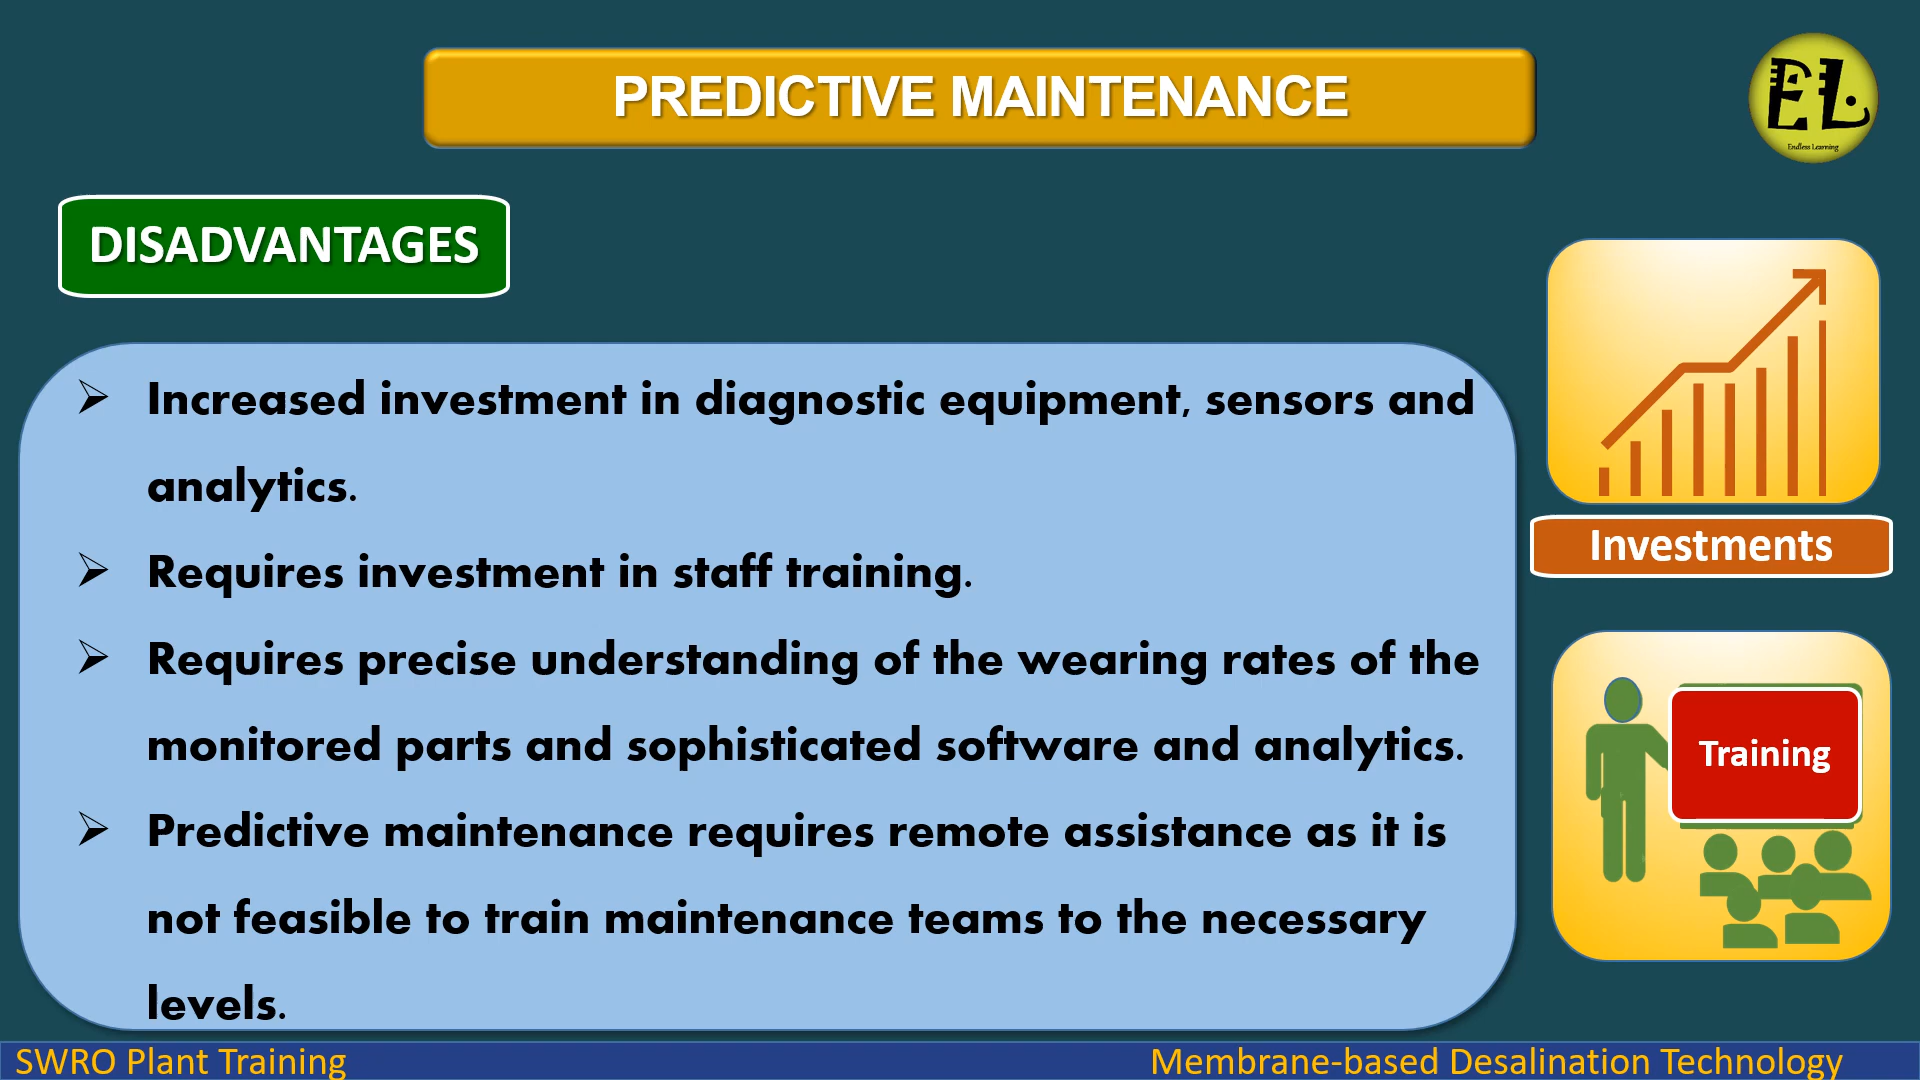 PREDICTIVE MAINTENANCE
EL
Endless Learning
DISADVANTAGES
➢ Increased investment in diagnostic equipment, sensors and
analytics.
➢ Requires investment in staff training.
➢ Requires precise understanding of the wearing rates of the
monitored parts and sophisticated software and analytics.
➢ Predictive maintenance requires remote assistance as it is
not feasible to train maintenance teams to the necessary
levels.
Investments
Training
SWRO Plant Training
Membrane-based Desalination Technology